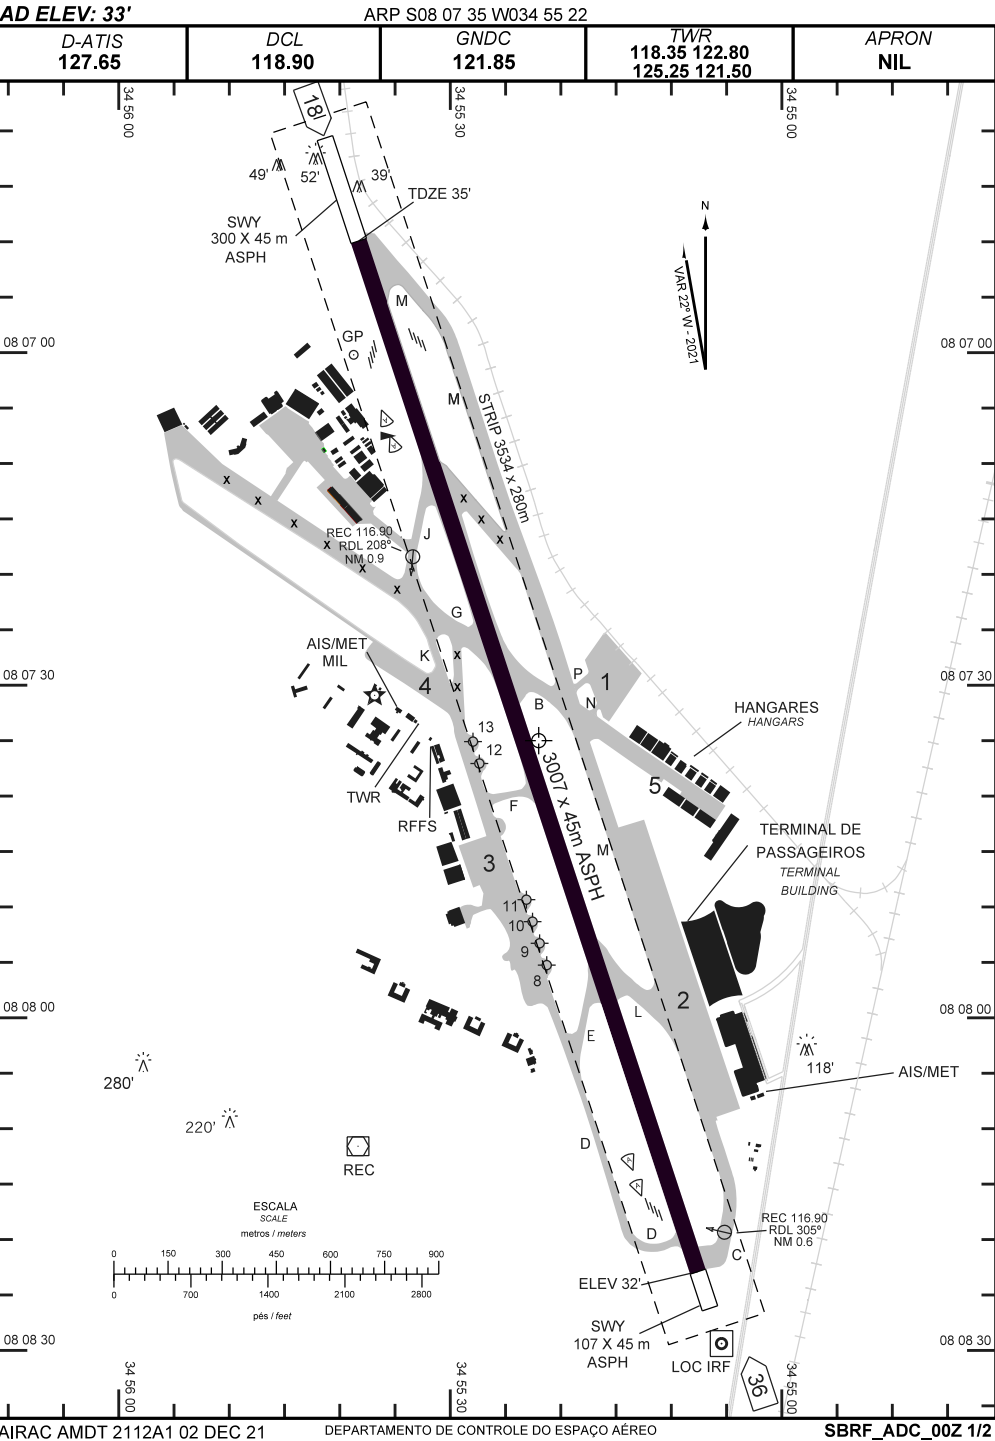 AD ELEV: 33'
ARP S08 07 35 W034 55 22
D-ATIS
127.65
DCL
118.90
GNDC
121.85
TWR
118.35 122.80
125.25 121.50
APRON
NIL
34 56 00
34 55 30
34 55 00
18
49'
52'
39'
TDZE 35'
SWY
300 X 45 m
ASPH
N
VAR 22° W - 2021
M
GP
08 07 00
08 07 00
M
STRIP 3534 x 280m
A
A
x
x
x
x
x
x
x
x
x
REC 116.90
RDL 208°
NM 0.9
J
G
AIS/MET
MIL
K
x
x
4
08 07 30
08 07 30
P
1
B
N
HANGARES
HANGARS
13
12
3007 x 45m ASPH
TWR
RFFS
F
5
M
TERMINAL DE
PASSAGEIROS
TERMINAL
BUILDING
3
11
10
9
8
2
L
E
08 08 00
08 08 00
118'
AIS/MET
280'
220'
REC
D
A
A
D
REC 116.90
RDL 305°
NM 0.6
C
ESCALA
SCALE
metros / meters
0 150 300 450 600 750 900
0 700 1400 2100 2800
pés / feet
ELEV 32'
SWY
107 X 45 m
ASPH
LOC IRF
36
08 08 30
08 08 30
34 56 00
34 55 30
34 55 00
AIRAC AMDT 2112A1 02 DEC 21
DEPARTAMENTO DE CONTROLE DO ESPAÇO AÉREO
SBRF_ADC_00Z 1/2